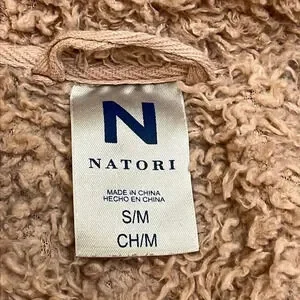 N
NATORI
MADE IN CHINA
HECHO EN CHINA
S/M
CH/M